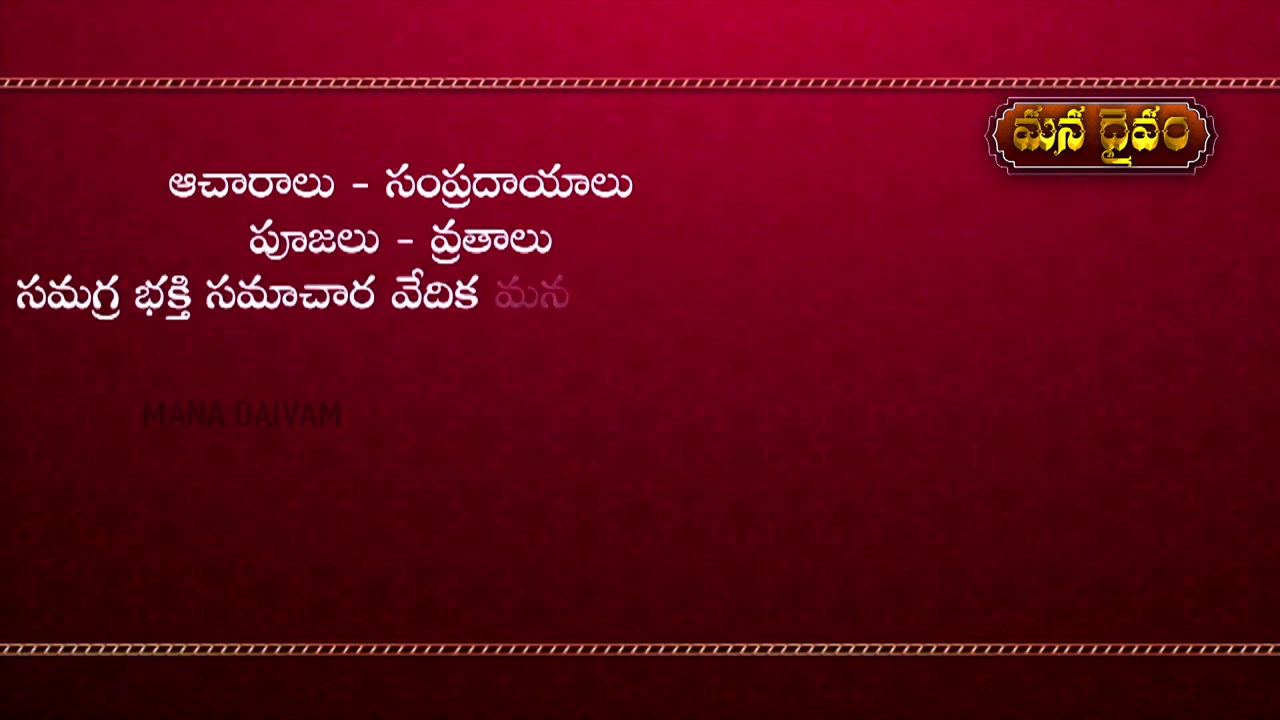 మన దైవం
ఆచారాలు - సంప్రదాయాలు
పూజలు - వ్రతాలు
సమగ్ర భక్తి సమాచార వేదిక మన
MANA DAIVAM